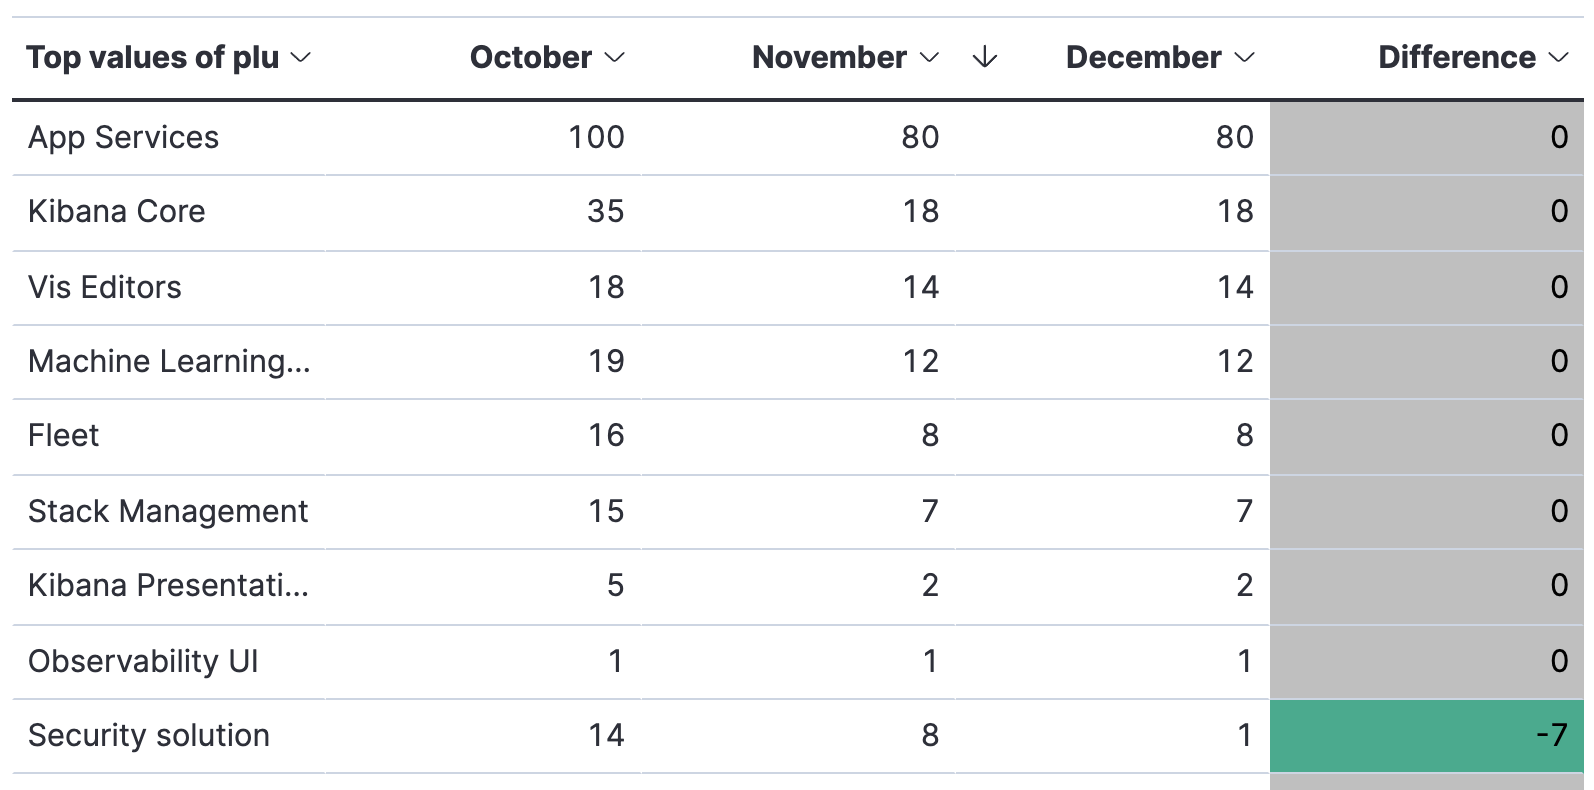 Top values of plu October November December Difference
App Services 100 80 80 0
Kibana Core 35 18 18 0
Vis Editors 18 14 14 0
Machine Learning... 19 12 12 0
Fleet 16 8 8 0
Stack Management 15 7 7 0
Kibana Presentati... 5 2 2 0
Observability UI 1 1 1 0
Security solution 14 8 1 -7